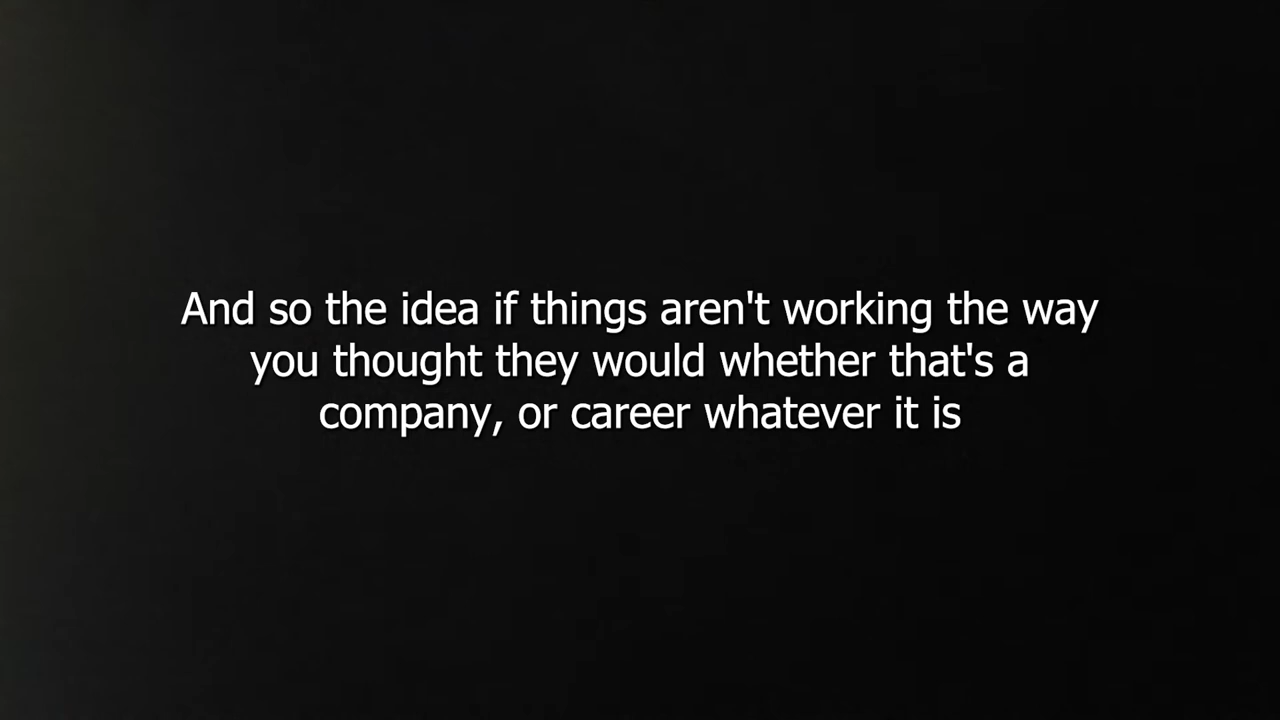 And so the idea if things aren't working the way
you thought they would whether that's a
company, or career whatever it is